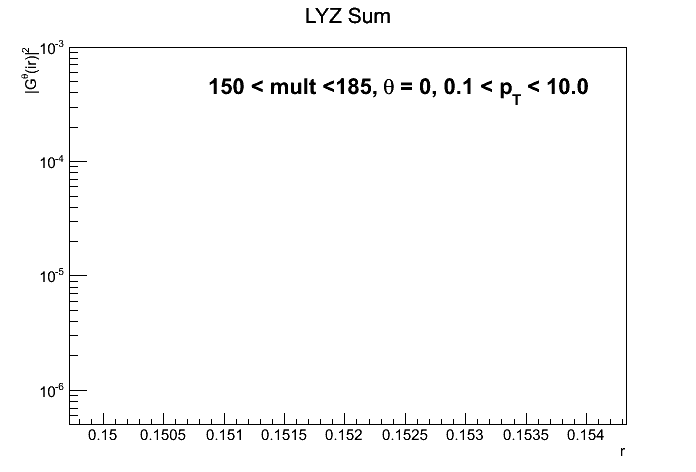 LYZ Sum
|G^θ(ir)|^2
10^-3
150 < mult <185, θ = 0, 0.1 < p_T < 10.0
10^-4
10^-5
10^-6
0.15 0.1505 0.151 0.1515 0.152 0.1525 0.153 0.1535 0.154
r